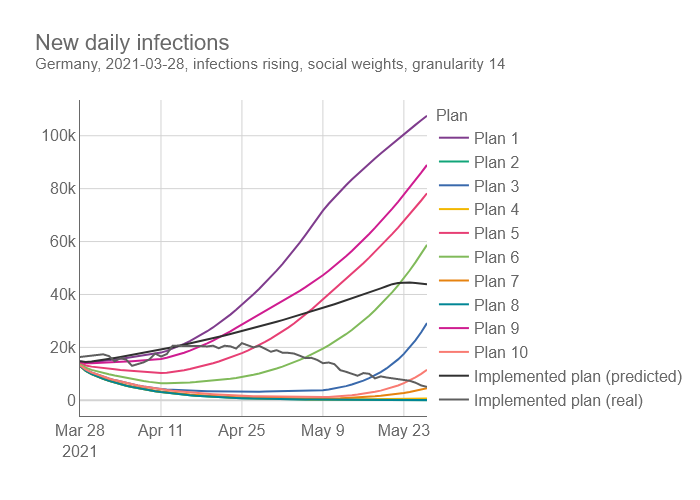 New daily infections
Germany, 2021-03-28, infections rising, social weights, granularity 14
100k
80k
60k
40k
20k
0
Mar 28
2021
Apr 11
Apr 25
May 9
May 23
Plan
Plan 1
Plan 2
Plan 3
Plan 4
Plan 5
Plan 6
Plan 7
Plan 8
Plan 9
Plan 10
Implemented plan (predicted)
Implemented plan (real)